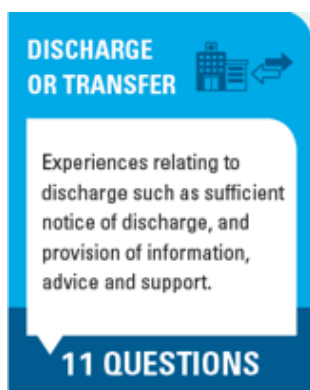 DISCHARGE
OR TRANSFER
Experiences relating to
discharge such as sufficient
notice of discharge, and
provision of information,
advice and support.
11 QUESTIONS